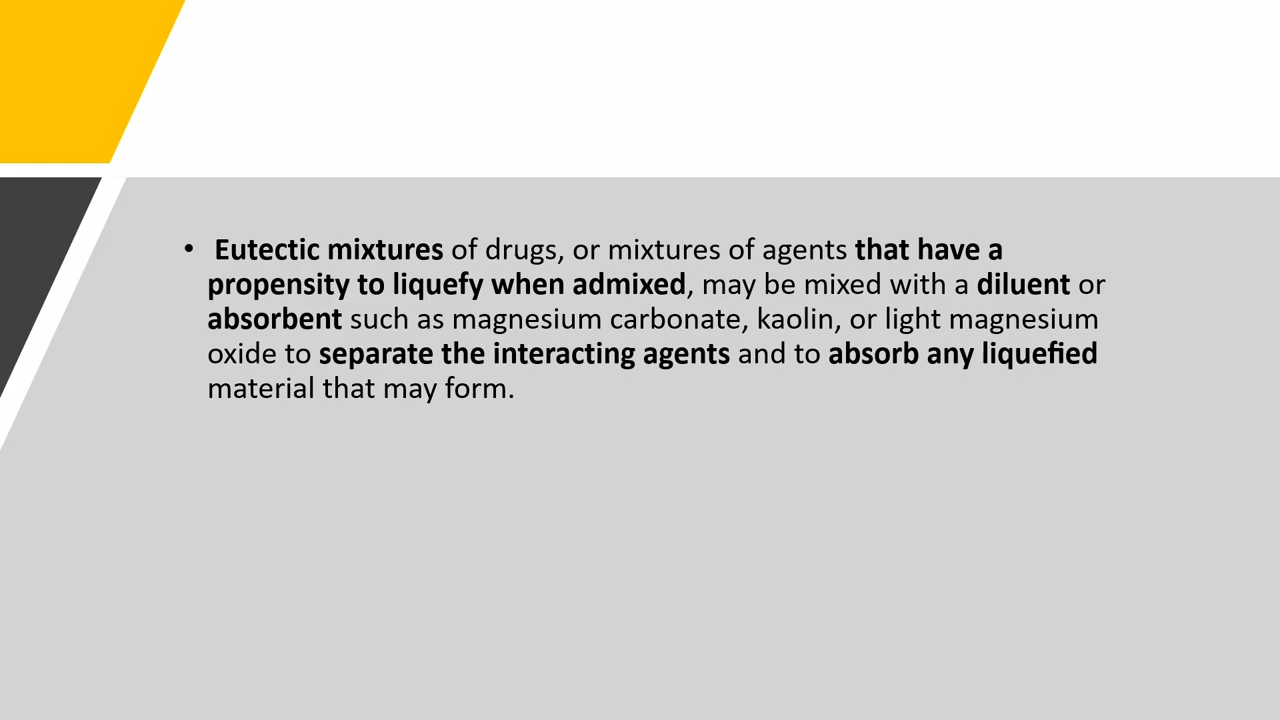 • Eutectic mixtures of drugs, or mixtures of agents that have a
propensity to liquefy when admixed, may be mixed with a diluent or
absorbent such as magnesium carbonate, kaolin, or light magnesium
oxide to separate the interacting agents and to absorb any liquefied
material that may form.